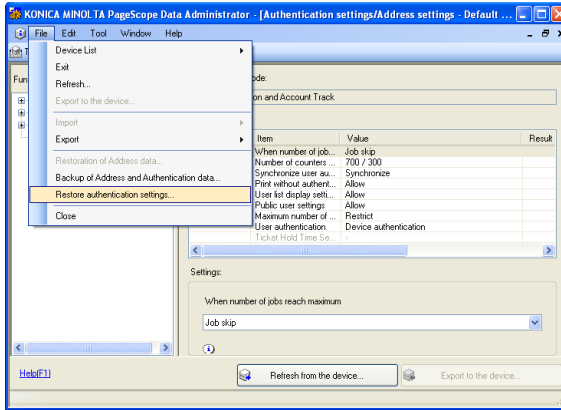 KONICA MINOLTA PageScope Data Administrator - [Authentication settings/Address settings - Default ...
File Edit Tool Window Help
T
Device List
Exit
Refresh...
Export to the device...
Import
Export
Restoration of Address data...
Backup of Address and Authentication data...
Restore authentication settings...
Close
Fun
ode:
on and Account Track
Item Value Result
When number of job... Job skip
Number of counters ... 700 / 300
Synchronize user au... Synchronize
Print without authent... Allow
User list display setti... Allow
Public user settings Allow
Maximum number of ... Restrict
User authentication Device authentication
Ticket Hold Time Se... -
Settings:
When number of jobs reach maximum
Job skip
Help(F1)
Refresh from the device...
Export to the device...